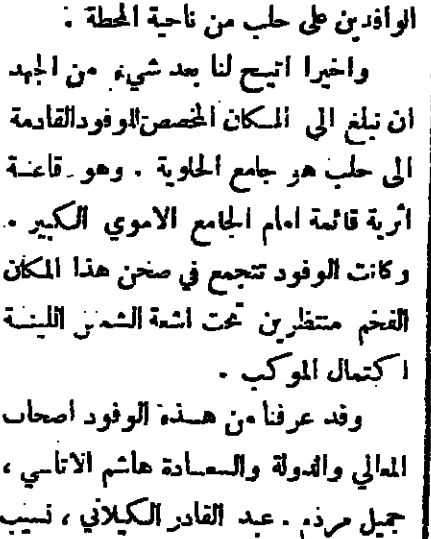 الوافدين على حلب من ناحية المحطة :
واخيرا اتيح لنا بعد شيء من الجهد
ان نبلغ الى المكان المخصص للوفود القادمة
الى حلب هو جامع الحلوية . وهو قاعة
أثرية قائمة امام الجامع الاموي الكبير .
وكانت الوفود تتجمع في صحن هذا المكان
الفخم منتظرين تحت اشعة الشمس اللينة
اكتمال الموكب .
وقد عرفنا من هذه الوفود اصحاب
المعالي والدولة والسعادة هاشم الاتاسي ،
جميل مردم . عبد القادر الكيلاني ، نسيب